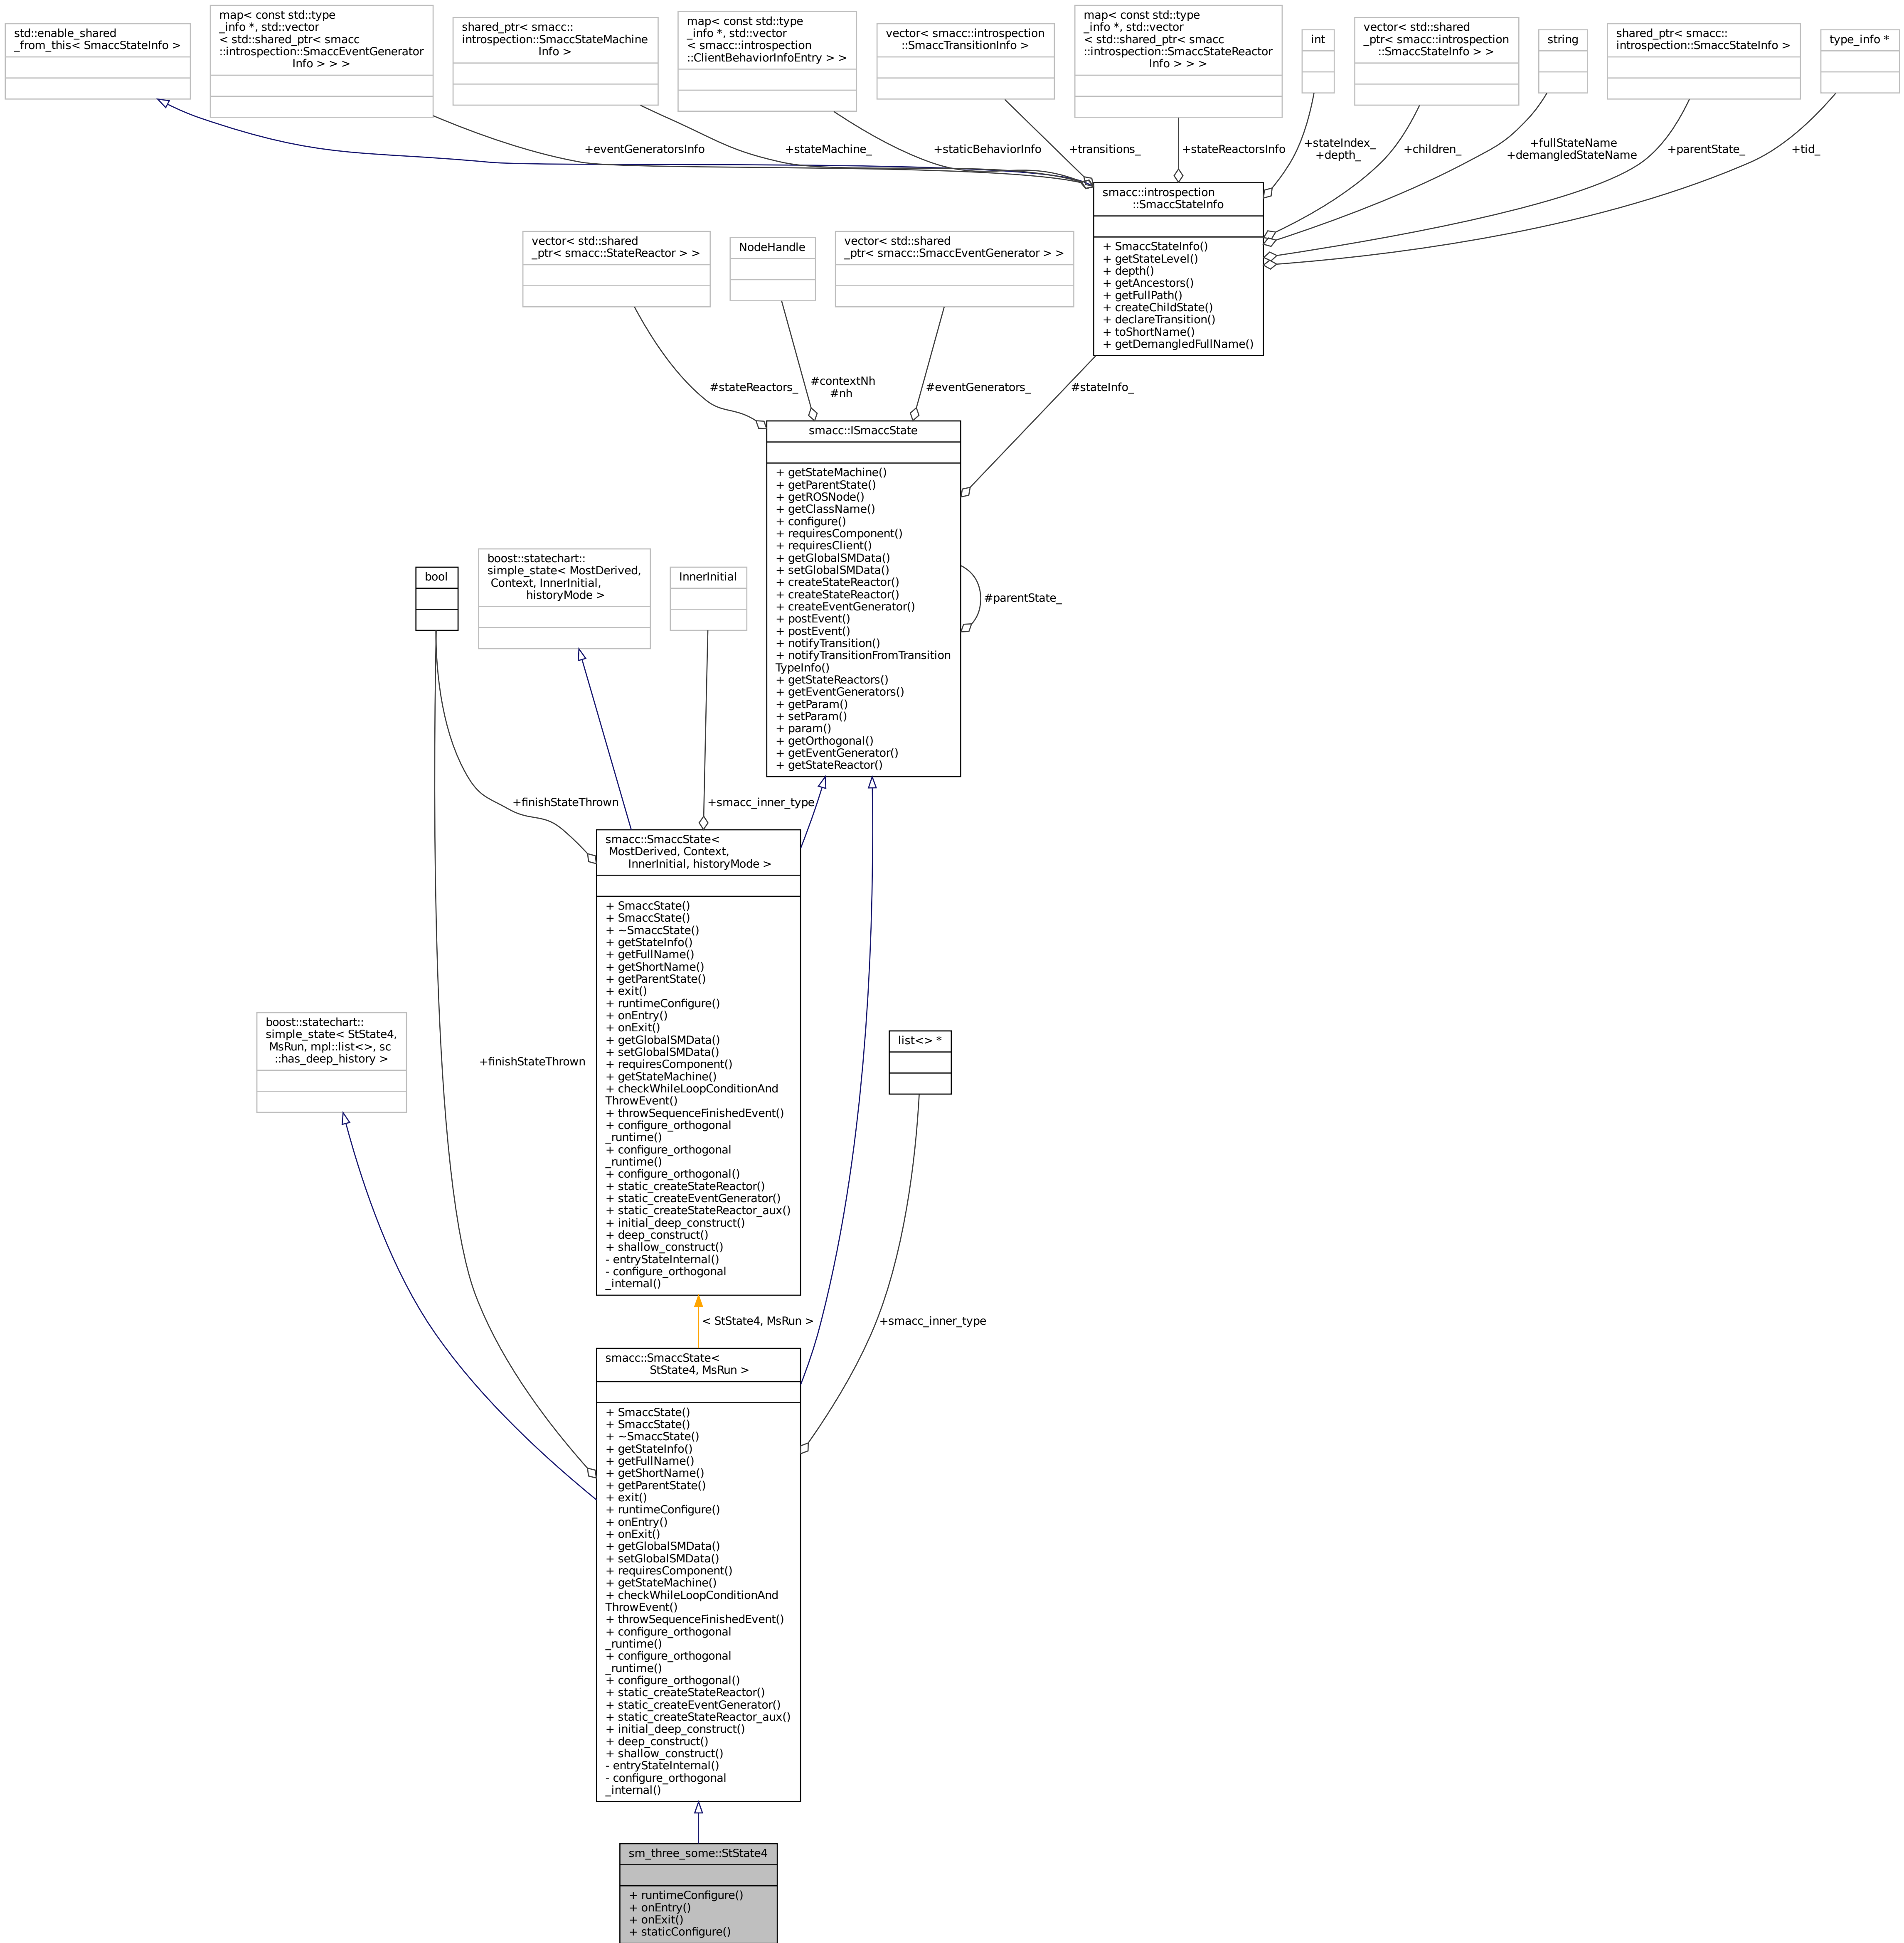 std::enable_shared
_from_this< SmaccStateInfo >
map< const std::type
_info *, std::vector
< std::shared_ptr< smacc
::introspection::SmaccEventGenerator
Info > > >
shared_ptr< smacc::
introspection::SmaccStateMachine
Info >
map< const std::type
_info *, std::vector
< smacc::introspection
::ClientBehaviorInfoEntry > >
vector< smacc::introspection
::SmaccTransitionInfo >
map< const std::type
_info *, std::vector
< std::shared_ptr< smacc
::introspection::SmaccStateReactor
Info > > >
int
vector< std::shared
_ptr< smacc::introspection
::SmaccStateInfo > >
string
shared_ptr< smacc::
introspection::SmaccStateInfo >
type_info *
+eventGeneratorsInfo
+stateMachine_
+staticBehaviorInfo
+transitions_
+stateReactorsInfo
+stateIndex_
+depth_
+children_
+fullStateName
+demangledStateName
+parentState_
+tid_
smacc::introspection
::SmaccStateInfo
+ SmaccStateInfo()
+ getStateLevel()
+ depth()
+ getAncestors()
+ getFullPath()
+ createChildState()
+ declareTransition()
+ toShortName()
+ getDemangledFullName()
vector< std::shared
_ptr< smacc::StateReactor > >
NodeHandle
vector< std::shared
_ptr< smacc::SmaccEventGenerator > >
#stateReactors_
#contextNh
#nh
#eventGenerators_
#stateInfo_
smacc::ISmaccState
+ getStateMachine()
+ getParentState()
+ getROSNode()
+ getClassName()
+ configure()
+ requiresComponent()
+ requiresClient()
+ getGlobalSMData()
+ setGlobalSMData()
+ createStateReactor()
+ createStateReactor()
+ createEventGenerator()
+ postEvent()
+ postEvent()
+ notifyTransition()
+ notifyTransitionFromTransition
TypeInfo()
+ getStateReactors()
+ getEventGenerators()
+ getParam()
+ setParam()
+ param()
+ getOrthogonal()
+ getEventGenerator()
+ getStateReactor()
#parentState_
bool
boost::statechart::
simple_state< MostDerived,
Context, InnerInitial,
historyMode >
InnerInitial
+finishStateThrown
+smacc_inner_type
smacc::SmaccState<
MostDerived, Context,
InnerInitial, historyMode >
+ SmaccState()
+ SmaccState()
+ ~SmaccState()
+ getStateInfo()
+ getFullName()
+ getShortName()
+ getParentState()
+ exit()
+ runtimeConfigure()
+ onEntry()
+ onExit()
+ getGlobalSMData()
+ setGlobalSMData()
+ requiresComponent()
+ getStateMachine()
+ checkWhileLoopConditionAnd
ThrowEvent()
+ throwSequenceFinishedEvent()
+ configure_orthogonal
_runtime()
+ configure_orthogonal
_runtime()
+ configure_orthogonal()
+ static_createStateReactor()
+ static_createEventGenerator()
+ static_createStateReactor_aux()
+ initial_deep_construct()
+ deep_construct()
+ shallow_construct()
- entryStateInternal()
- configure_orthogonal
_internal()
boost::statechart::
simple_state< StState4,
MsRun, mpl::list<>, sc
::has_deep_history >
+finishStateThrown
list<> *
< StState4, MsRun >
+smacc_inner_type
smacc::SmaccState<
StState4, MsRun >
+ SmaccState()
+ SmaccState()
+ ~SmaccState()
+ getStateInfo()
+ getFullName()
+ getShortName()
+ getParentState()
+ exit()
+ runtimeConfigure()
+ onEntry()
+ onExit()
+ getGlobalSMData()
+ setGlobalSMData()
+ requiresComponent()
+ getStateMachine()
+ checkWhileLoopConditionAnd
ThrowEvent()
+ throwSequenceFinishedEvent()
+ configure_orthogonal
_runtime()
+ configure_orthogonal
_runtime()
+ configure_orthogonal()
+ static_createStateReactor()
+ static_createEventGenerator()
+ static_createStateReactor_aux()
+ initial_deep_construct()
+ deep_construct()
+ shallow_construct()
- entryStateInternal()
- configure_orthogonal
_internal()
sm_three_some::StState4
+ runtimeConfigure()
+ onEntry()
+ onExit()
+ staticConfigure()